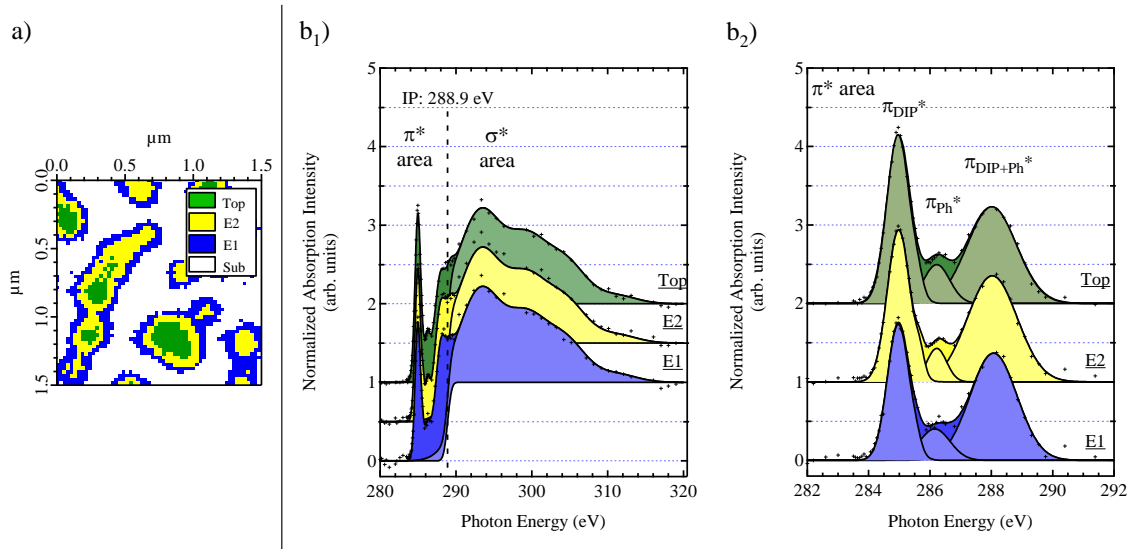 a)
µm
0.0 0.5 1.0 1.5
0.0
0.5
1.0
1.5
µm
Top
E2
E1
Sub
b1)
5
4
3
2
1
0
Normalized Absorption Intensity
(arb. units)
IP: 288.9 eV
π*
area
σ*
area
Top
E2
E1
280 290 300 310 320
Photon Energy (eV)
b2)
5
4
3
2
1
0
Normalized Absorption Intensity
(arb. units)
π* area
πDIP*
πPh*
πDIP+Ph*
Top
E2
E1
282 284 286 288 290 292
Photon Energy (eV)